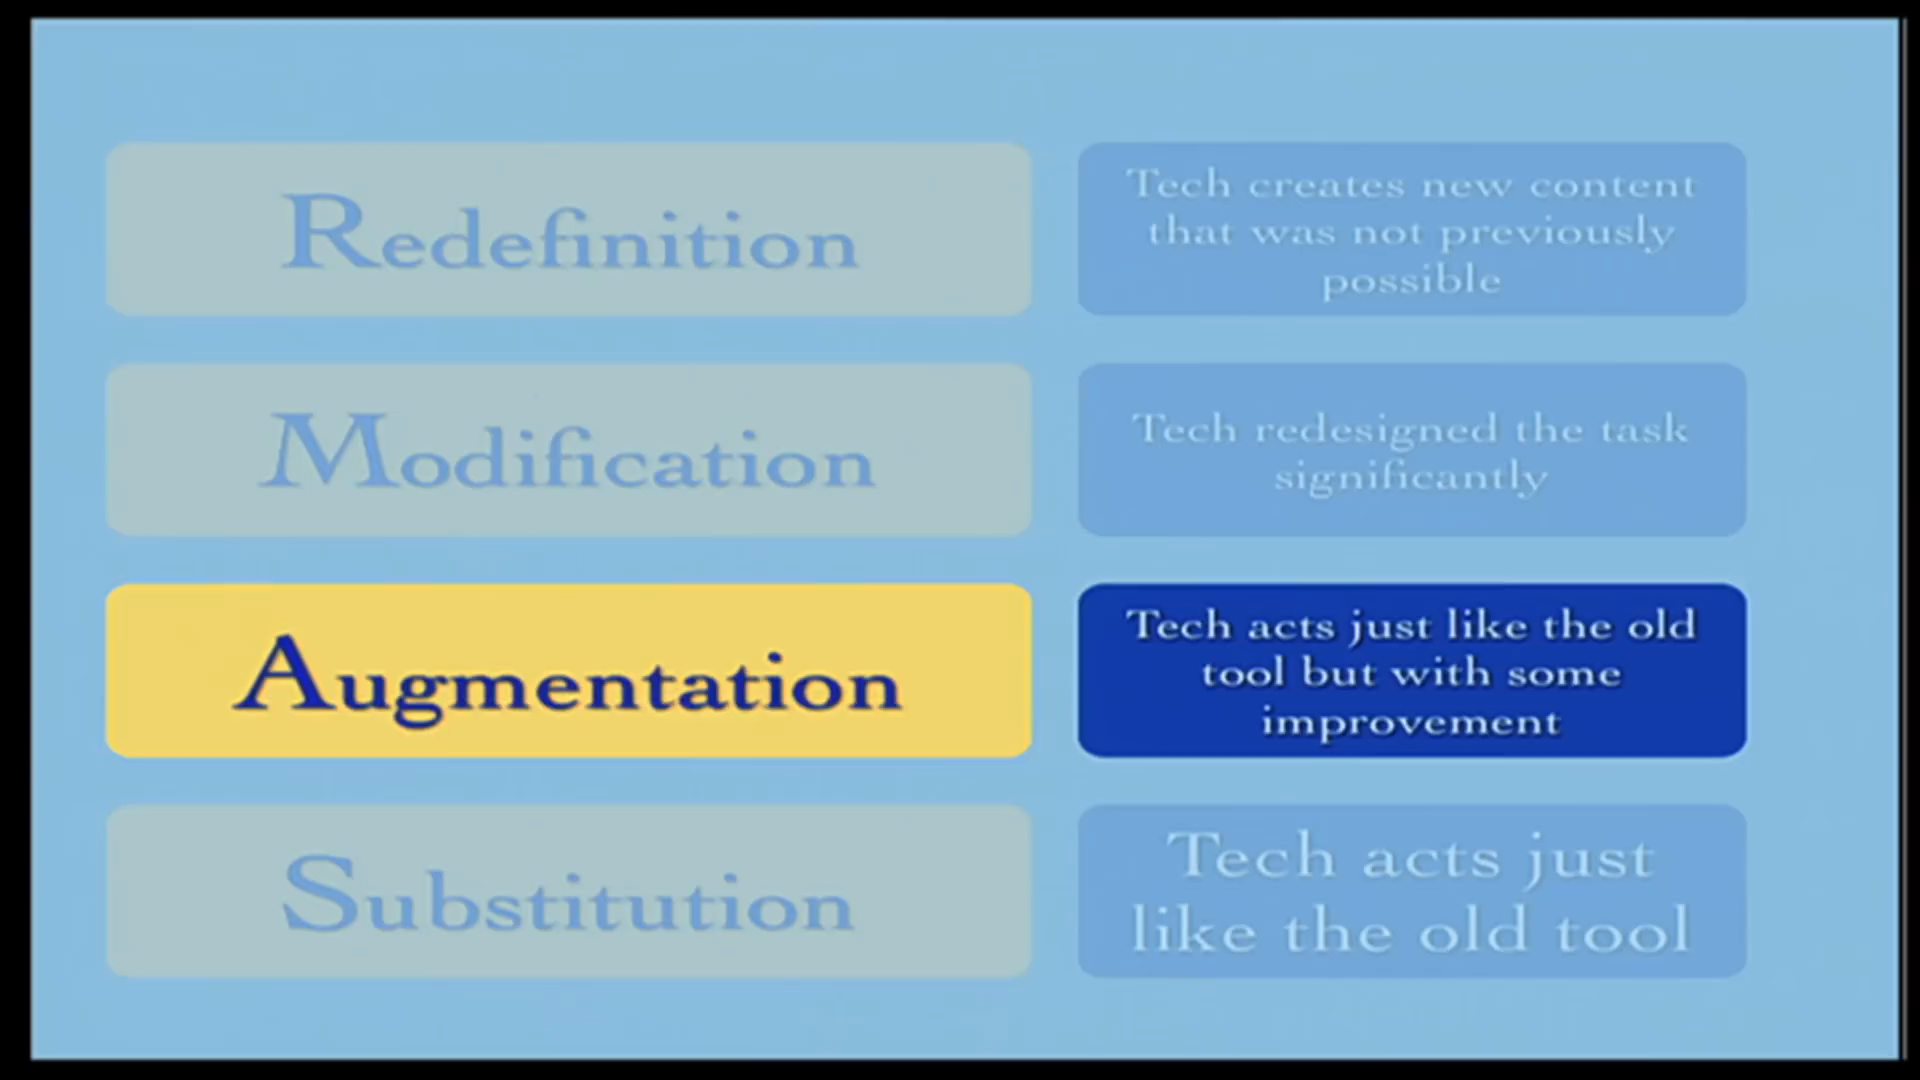 Redefinition
Tech creates new content
that was not previously
possible
Modification
Tech redesigned the task
significantly
Augmentation
Tech acts just like the old
tool but with some
improvement
Substitution
Tech acts just
like the old tool